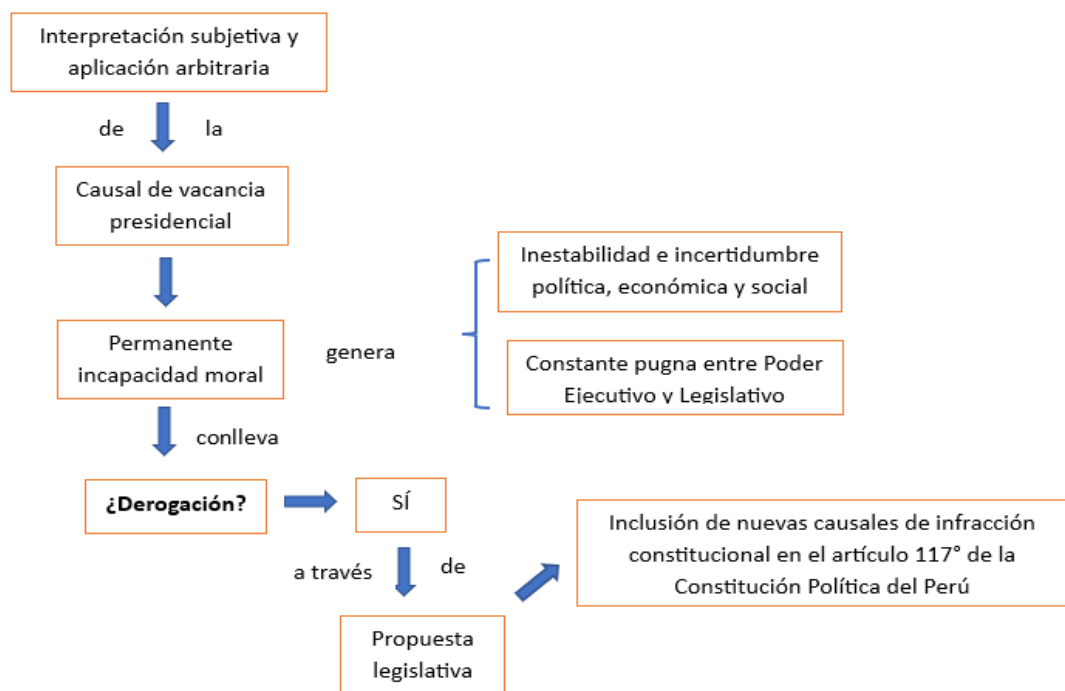 Interpretación subjetiva y
aplicación arbitraria
de la
Causal de vacancia
presidencial
Permanente
incapacidad moral
genera
Inestabilidad e incertidumbre
política, económica y social
Constante pugna entre Poder
Ejecutivo y Legislativo
conlleva
¿Derogación?
SÍ
a través de
Propuesta
legislativa
Inclusión de nuevas causales de infracción
constitucional en el artículo 117° de la
Constitución Política del Perú